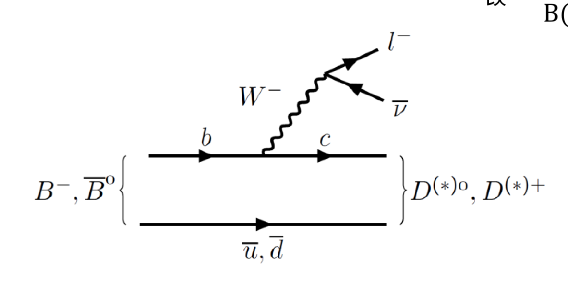 B(
l⁻
W⁻
ν̅
b c
B⁻, B̅⁰ D⁽*⁾⁰, D⁽*⁾⁺
u̅, d̅